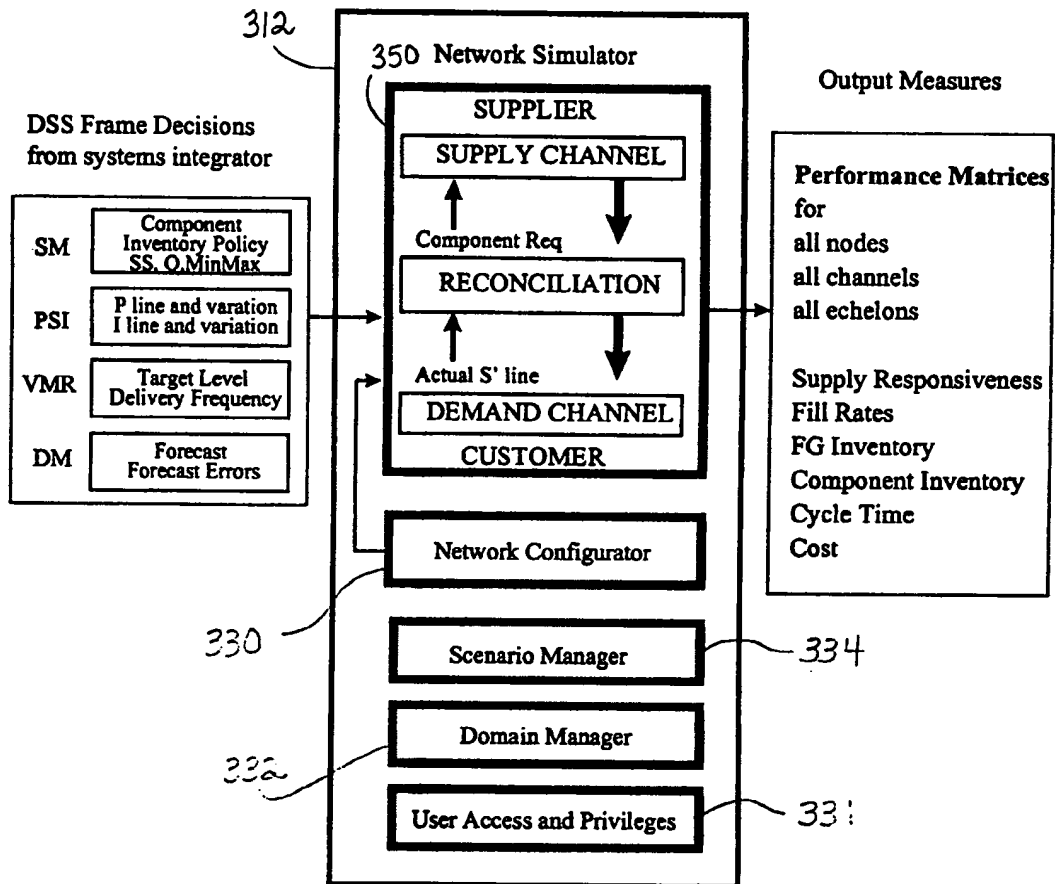 312
350
Network Simulator
SUPPLIER
SUPPLY CHANNEL
Component Req
RECONCILIATION
Actual S' line
DEMAND CHANNEL
CUSTOMER
Network Configurator
330
Scenario Manager
334
Domain Manager
332
User Access and Privileges
DSS Frame Decisions
from systems integrator
SM
Component
Inventory Policy
SS, Q,MinMax
PSI
P line and varation
I line and variation
VMR
Target Level
Delivery Frequency
DM
Forecast
Forecast Errors
Output Measures
Performance Matrices
for
all nodes
all channels
all echelons
Supply Responsiveness
Fill Rates
FG Inventory
Component Inventory
Cycle Time
Cost